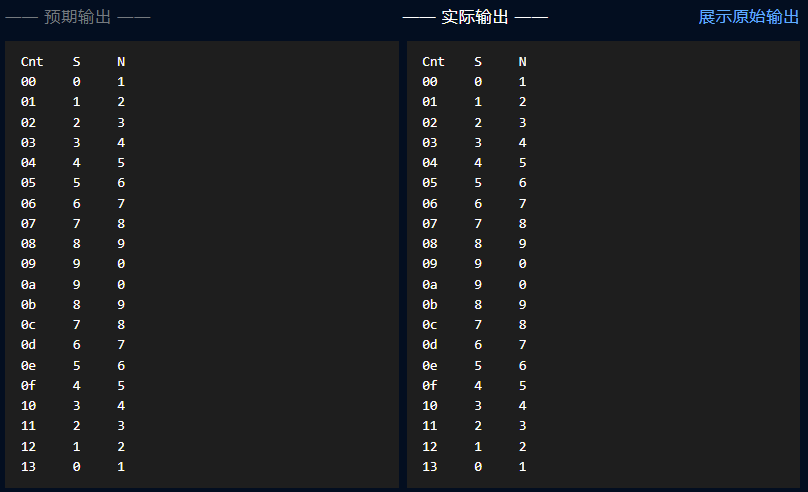 —— 预期输出 ——
Cnt S N
00 0 1
01 1 2
02 2 3
03 3 4
04 4 5
05 5 6
06 6 7
07 7 8
08 8 9
09 9 0
0a 9 0
0b 8 9
0c 7 8
0d 6 7
0e 5 6
0f 4 5
10 3 4
11 2 3
12 1 2
13 0 1
—— 实际输出 ——
展示原始输出
Cnt S N
00 0 1
01 1 2
02 2 3
03 3 4
04 4 5
05 5 6
06 6 7
07 7 8
08 8 9
09 9 0
0a 9 0
0b 8 9
0c 7 8
0d 6 7
0e 5 6
0f 4 5
10 3 4
11 2 3
12 1 2
13 0 1